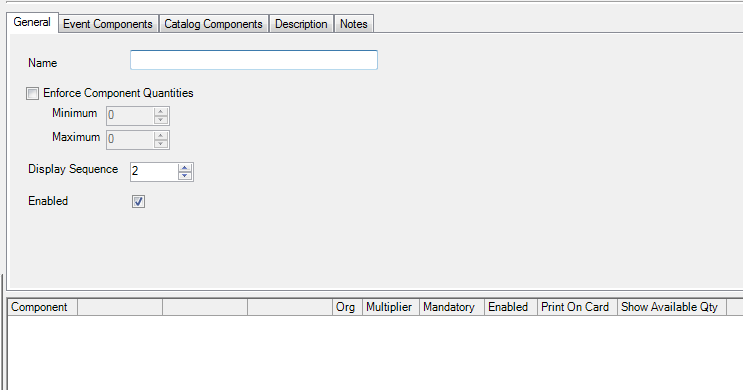 General Event Components Catalog Components Description Notes
Name
Enforce Component Quantities
Minimum 0
Maximum 0
Display Sequence 2
Enabled
Component Org Multiplier Mandatory Enabled Print On Card Show Available Qty